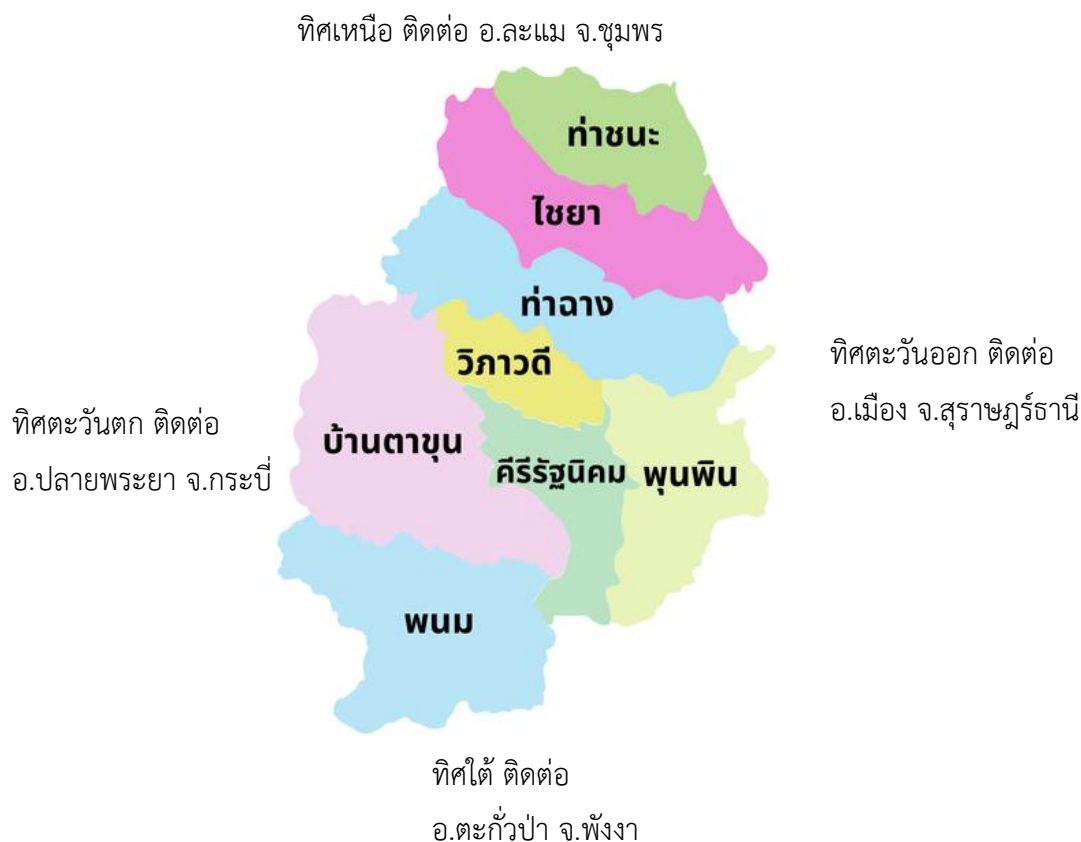 ทิศเหนือ ติดต่อ อ.ละแม จ.ชุมพร
ท่าชนะ
ไชยา
ท่าฉาง
วิภาวดี
ทิศตะวันออก ติดต่อ
อ.เมือง จ.สุราษฎร์ธานี
ทิศตะวันตก ติดต่อ
อ.ปลายพระยา จ.กระบี่
บ้านตาขุน
คีรีรัฐนิคม
พุนพิน
พนม
ทิศใต้ ติดต่อ
อ.ตะกั่วป่า จ.พังงา